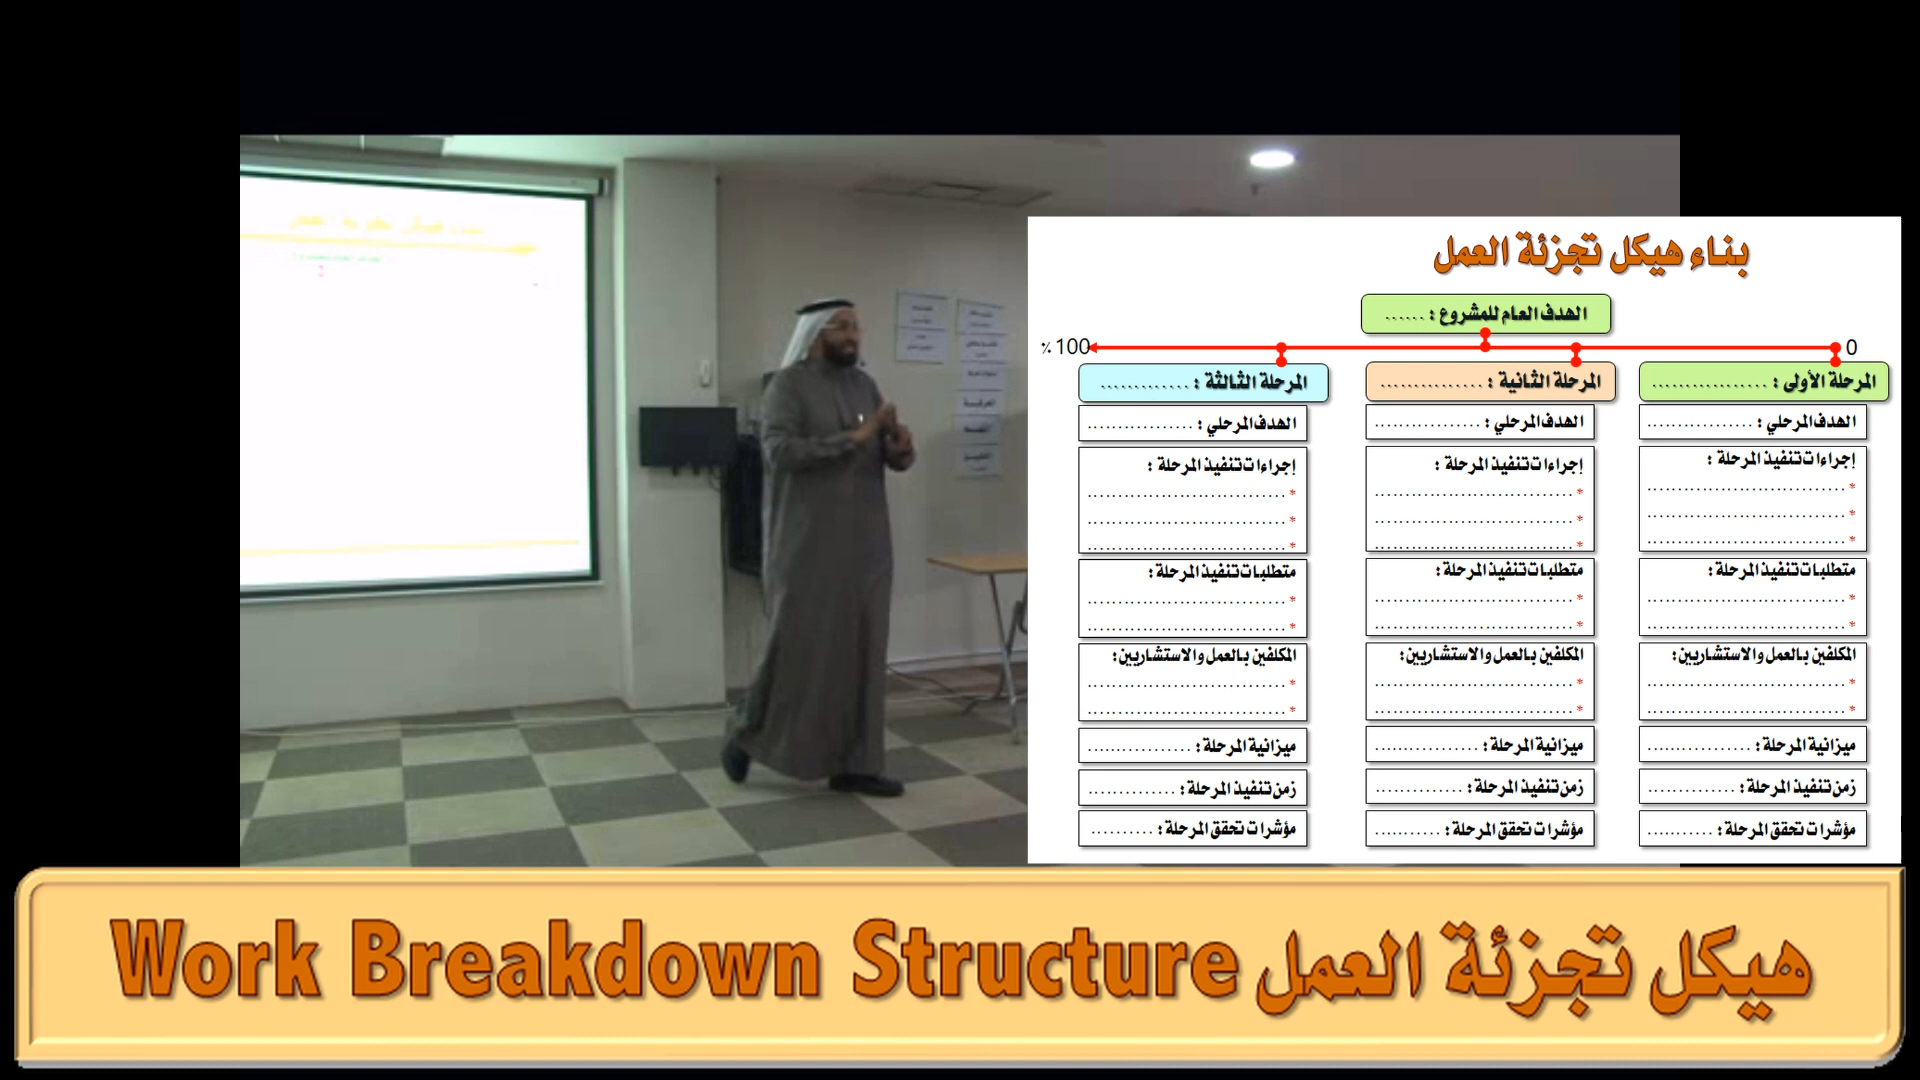 بناء هيكل تجزئة العمل
الهدف العام للمشروع : ......
0
٪100
المرحلة الأولى : .................
الهدف المرحلي : .................
إجراءات تنفيذ المرحلة :
* ................................
* ................................
* ................................
متطلبات تنفيذ المرحلة :
* ................................
* ................................
المكلفين بالعمل والاستشاريين:
* ................................
* ................................
ميزانية المرحلة : .................
زمن تنفيذ المرحلة : ..............
مؤشرات تحقق المرحلة : ...........
المرحلة الثانية : ...............
الهدف المرحلي : .................
إجراءات تنفيذ المرحلة :
* ................................
* ................................
* ................................
متطلبات تنفيذ المرحلة :
* ................................
* ................................
المكلفين بالعمل والاستشاريين:
* ................................
* ................................
ميزانية المرحلة : .................
زمن تنفيذ المرحلة : ..............
مؤشرات تحقق المرحلة : ...........
المرحلة الثالثة : .............
الهدف المرحلي : .................
إجراءات تنفيذ المرحلة :
* ................................
* ................................
* ................................
متطلبات تنفيذ المرحلة :
* ................................
* ................................
المكلفين بالعمل والاستشاريين:
* ................................
* ................................
ميزانية المرحلة : .................
زمن تنفيذ المرحلة : ..............
مؤشرات تحقق المرحلة : ..........
هيكل تجزئة العمل Work Breakdown Structure